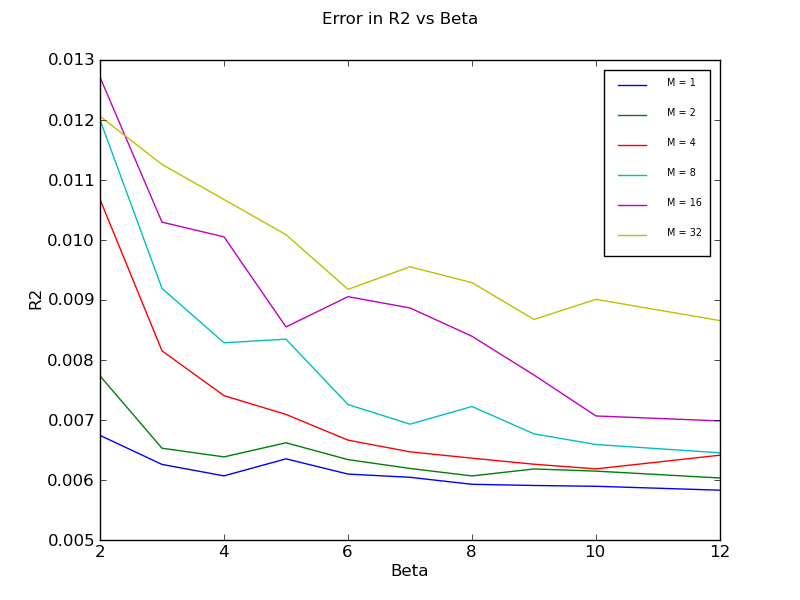 Error in R2 vs Beta
0.013
0.012
0.011
0.010
0.009
0.008
0.007
0.006
0.005
R2
M = 1
M = 2
M = 4
M = 8
M = 16
M = 32
2
4
6
8
10
12
Beta